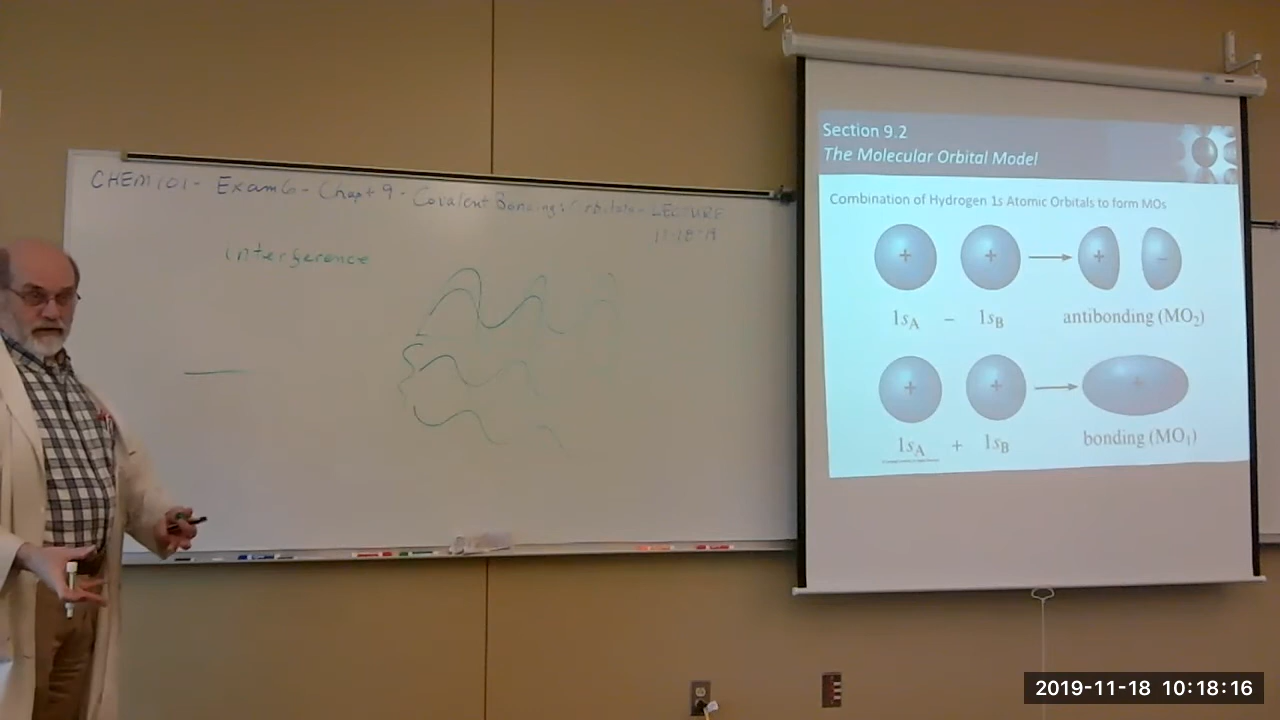 CHEM 101 - Exam 6 - Chapt 9 - Covalent Bonding: Orbitals - LECTURE
11-18-19
interference
Section 9.2
The Molecular Orbital Model
Combination of Hydrogen 1s Atomic Orbitals to form MOs
+ + + -
1sA - 1sB antibonding (MO2)
+ + +
1sA + 1sB bonding (MO1)
2019-11-18 10:18:16